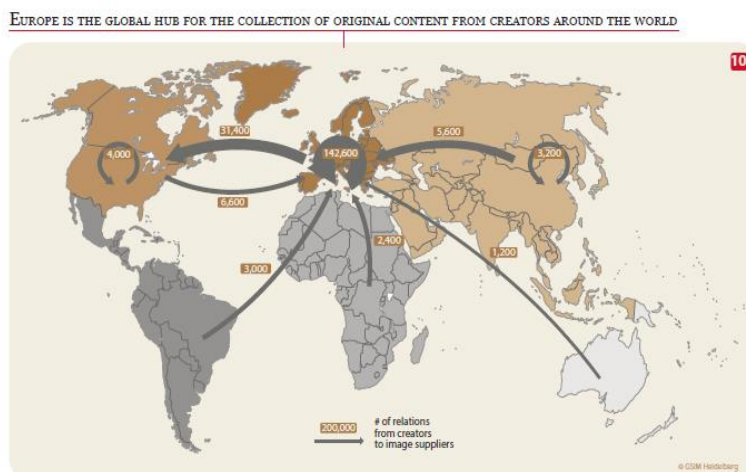 EUROPE IS THE GLOBAL HUB FOR THE COLLECTION OF ORIGINAL CONTENT FROM CREATORS AROUND THE WORLD
10
31,400
5,600
4,000
142,600
3,200
6,600
2,400
3,000
1,200
200,000
# of relations
from creators
to image suppliers
© GSIM Heidelberg